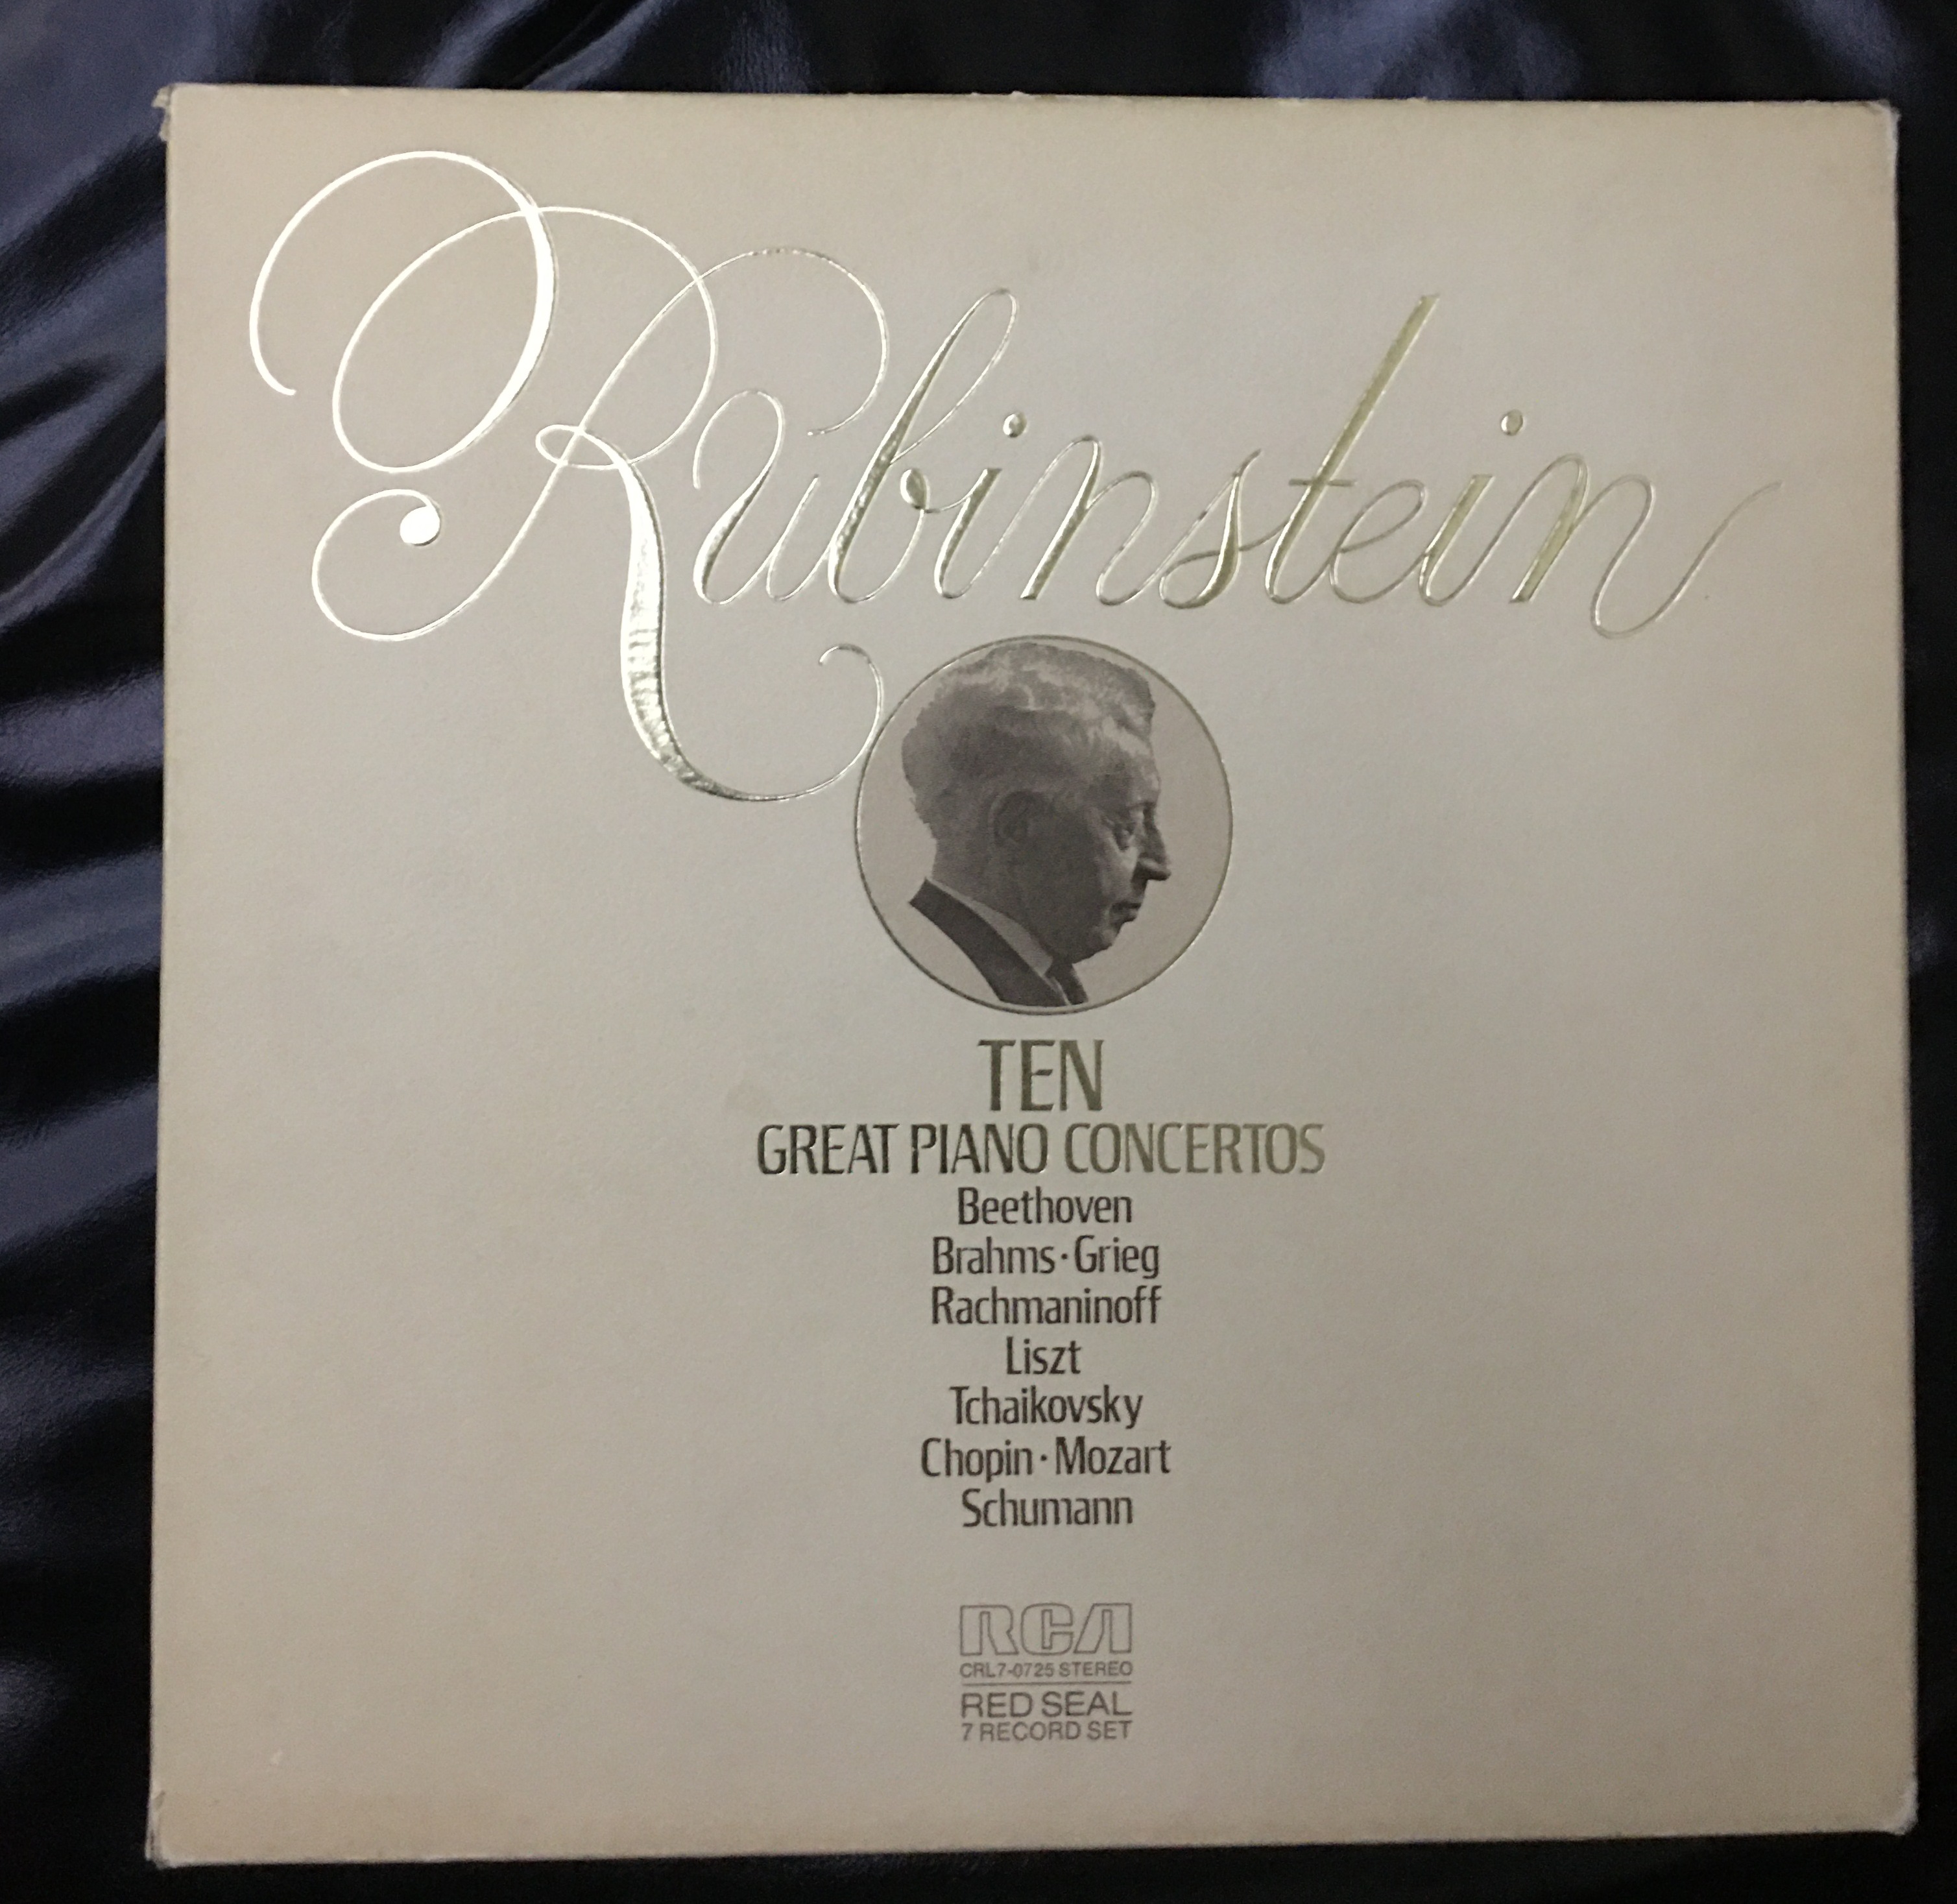 Rubinstein
TEN
GREAT PIANO CONCERTOS
Beethoven
Brahms·Grieg
Rachmaninoff
Liszt
Tchaikovsky
Chopin·Mozart
Schumann
RCA
CRL7-0725 STEREO
RED SEAL
7 RECORD SET